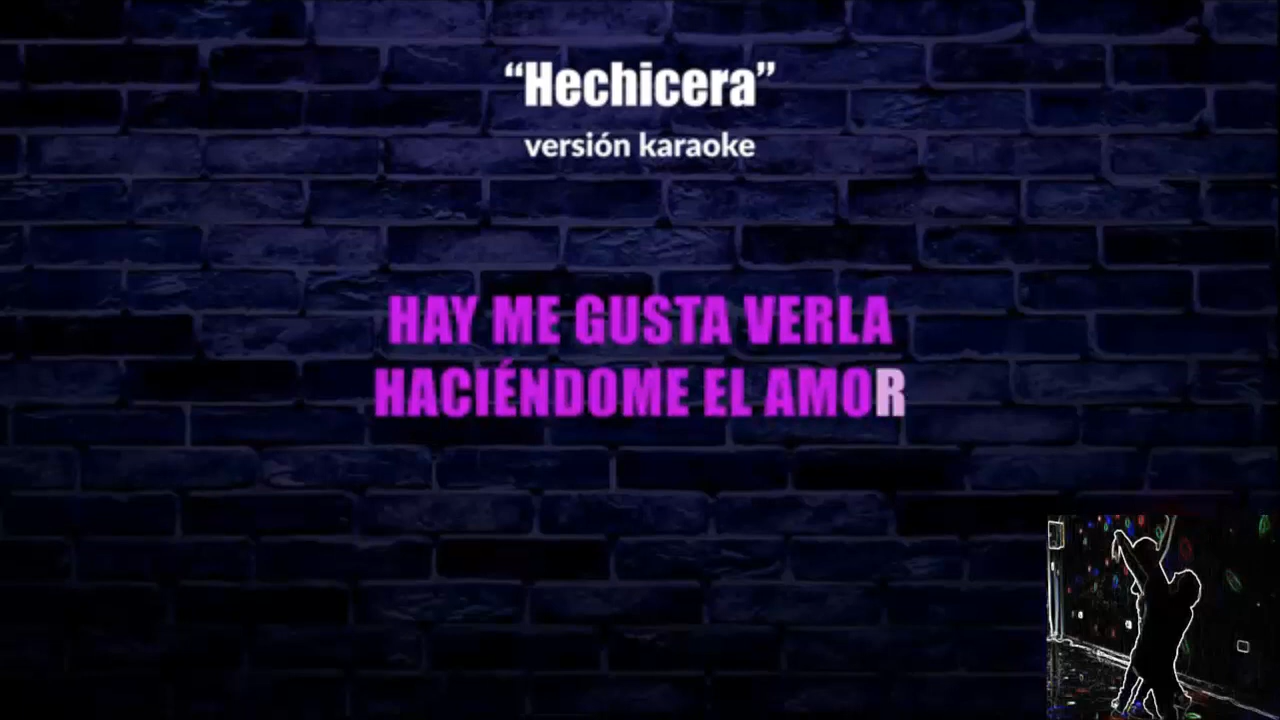 “Hechicera”
versión karaoke
HAY ME GUSTA VERLA
HACIÉNDOME EL AMOR